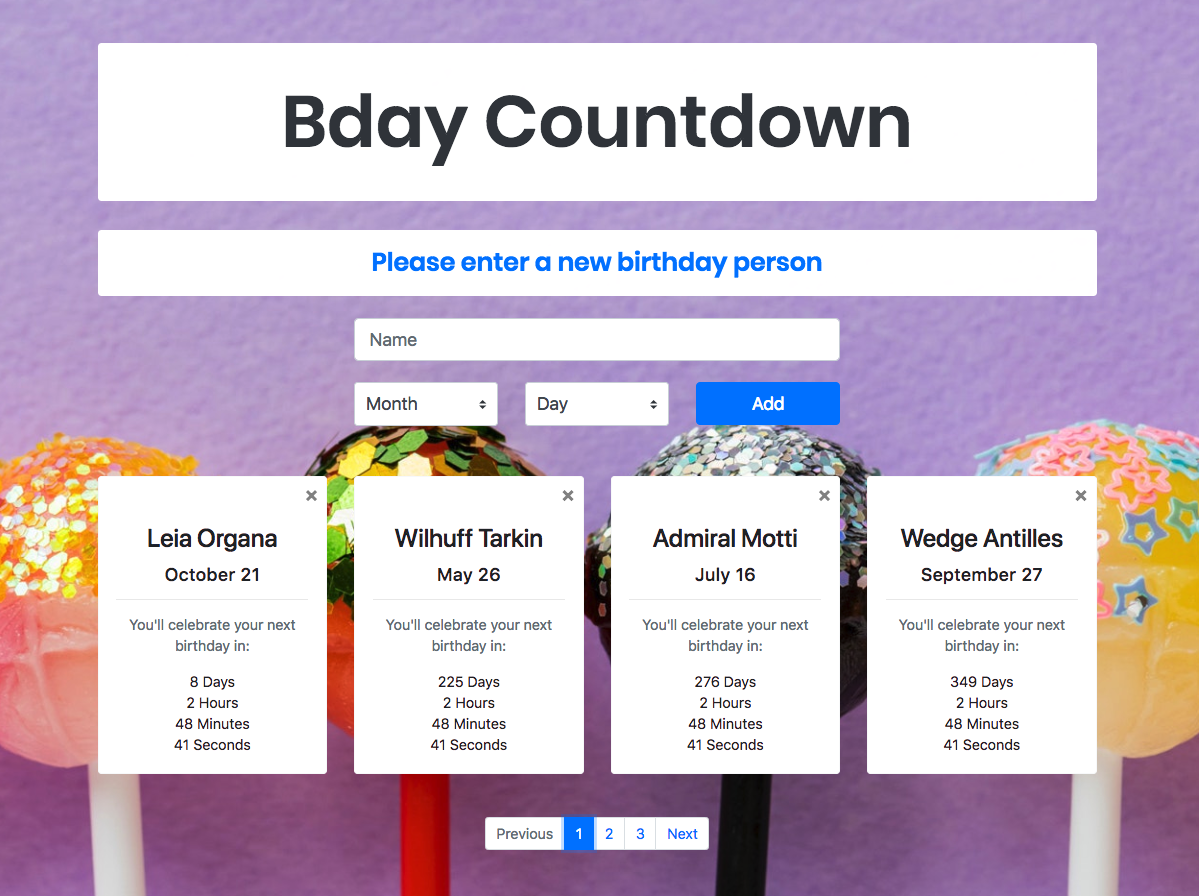 Bday Countdown
Please enter a new birthday person
Name
Month
Day
Add
×
Leia Organa
October 21
You'll celebrate your next
birthday in:
8 Days
2 Hours
48 Minutes
41 Seconds
×
Wilhuff Tarkin
May 26
You'll celebrate your next
birthday in:
225 Days
2 Hours
48 Minutes
41 Seconds
×
Admiral Motti
July 16
You'll celebrate your next
birthday in:
276 Days
2 Hours
48 Minutes
41 Seconds
×
Wedge Antilles
September 27
You'll celebrate your next
birthday in:
349 Days
2 Hours
48 Minutes
41 Seconds
Previous 1 2 3 Next